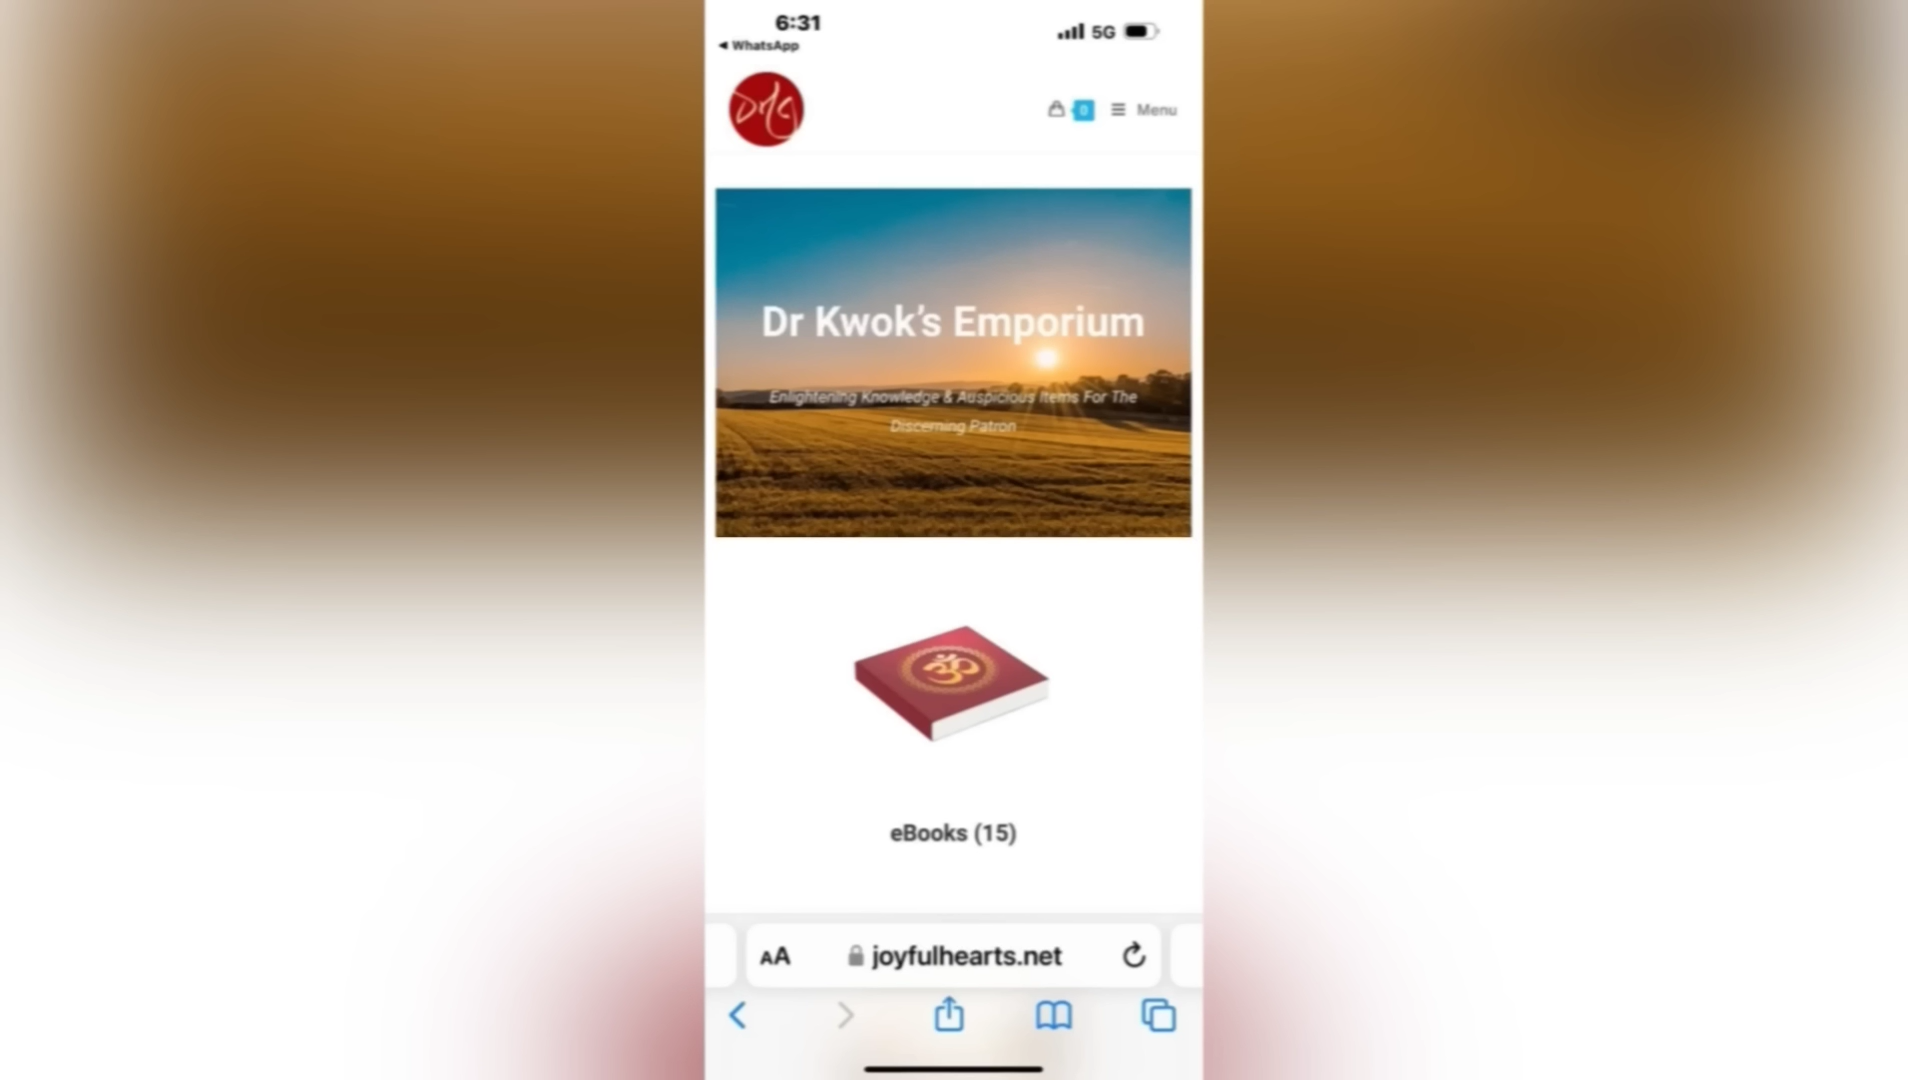 6:31
5G
◀ WhatsApp
0
Menu
Dr Kwok’s Emporium
Enlightening Knowledge & Auspicious Items For The
Discerning Patron
ॐ
eBooks (15)
AA
joyfulhearts.net